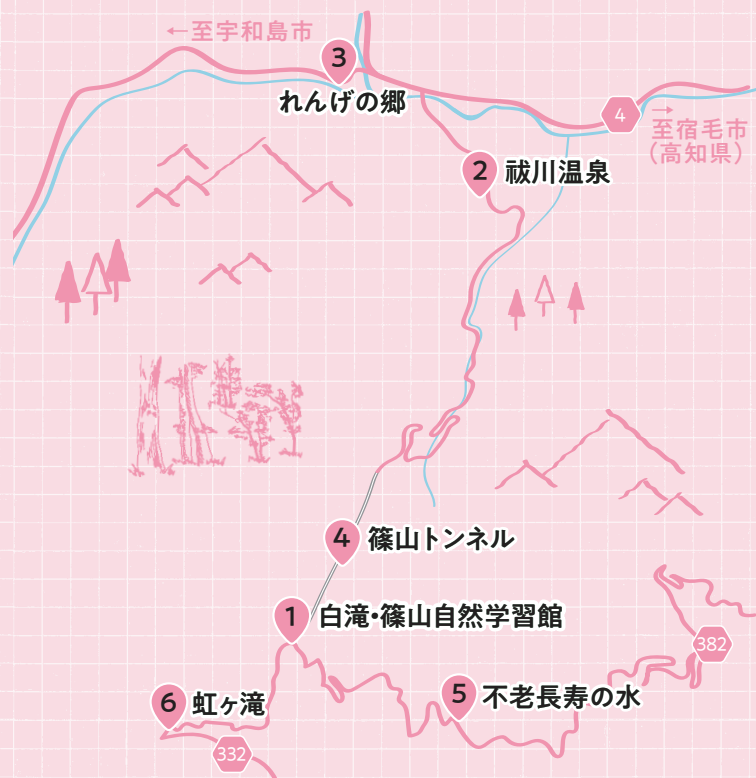 ←至宇和島市
3
れんげの郷
4
→
至宿毛市
(高知県)
2
祓川温泉
4
篠山トンネル
1
白滝・篠山自然学習館
382
5
不老長寿の水
6
虹ヶ滝
332